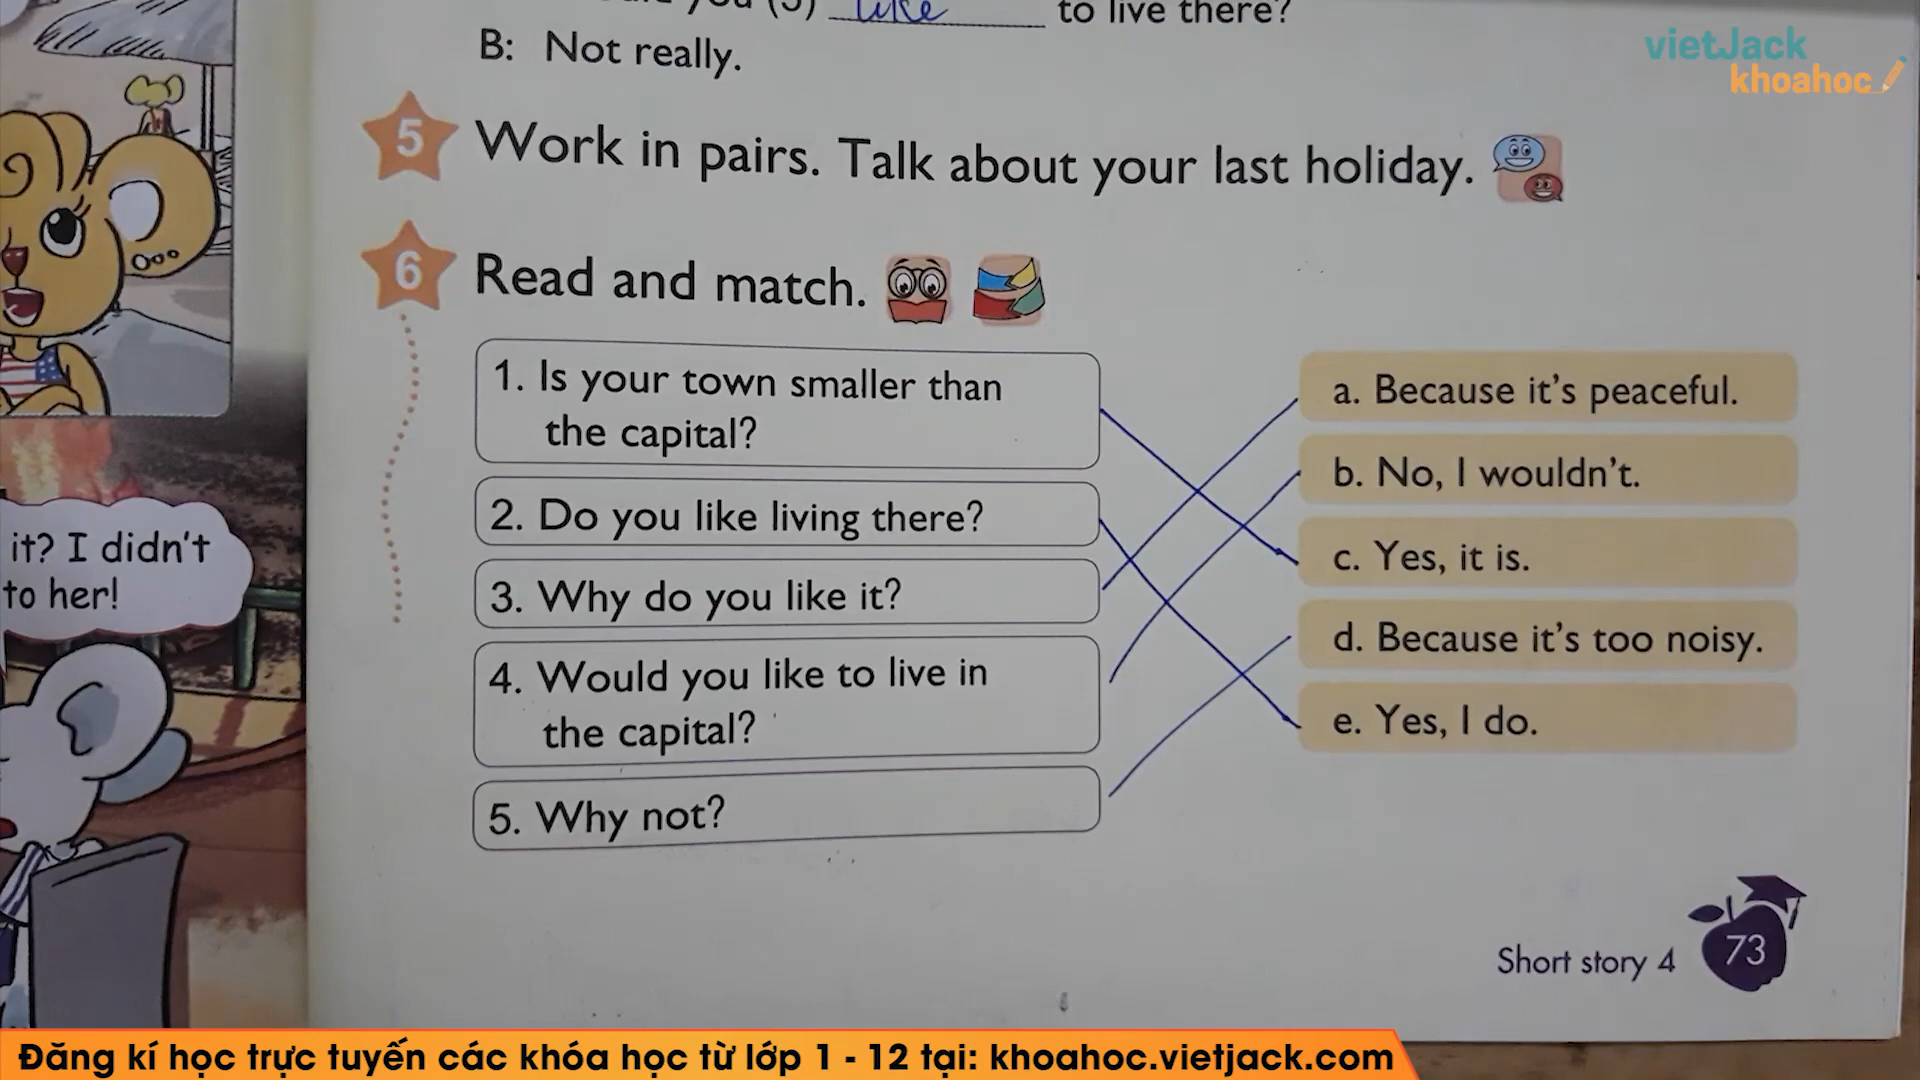 like to live there?
B: Not really.
vietJack
khoahoc
5 Work in pairs. Talk about your last holiday.
6 Read and match.
1. Is your town smaller than
the capital?
2. Do you like living there?
3. Why do you like it?
4. Would you like to live in
the capital?
5. Why not?
a. Because it's peaceful.
b. No, I wouldn't.
c. Yes, it is.
d. Because it's too noisy.
e. Yes, I do.
it? I didn't
to her!
Short story 4 73
Đăng kí học trực tuyến các khóa học từ lớp 1 - 12 tại: khoahoc.vietjack.com